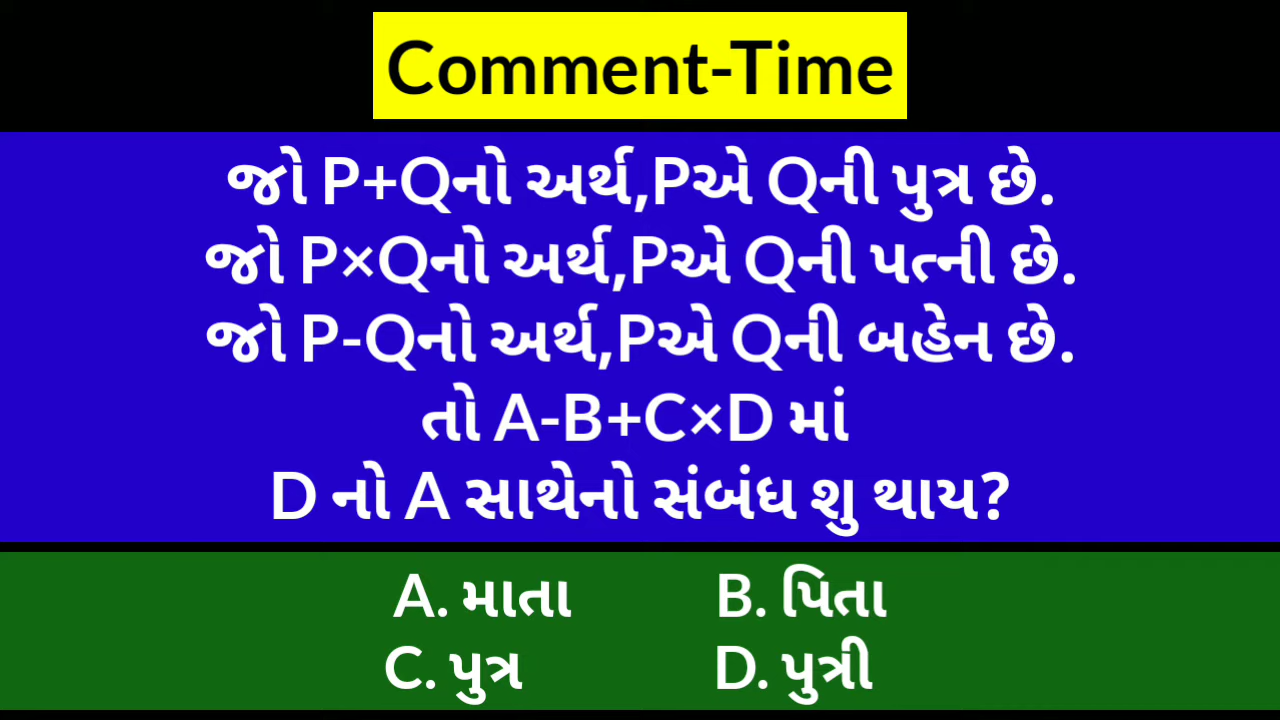 Comment-Time
જો P+Qનો અર્થ,Pએ Qની પુત્ર છે.
જો P×Qનો અર્થ,Pએ Qની પત્ની છે.
જો P-Qનો અર્થ,Pએ Qની બહેન છે.
તો A-B+C×D માં
D નો A સાથેનો સંબંધ શુ થાય?
A. માતા B. પિતા
C. પુત્ર D. પુત્રી